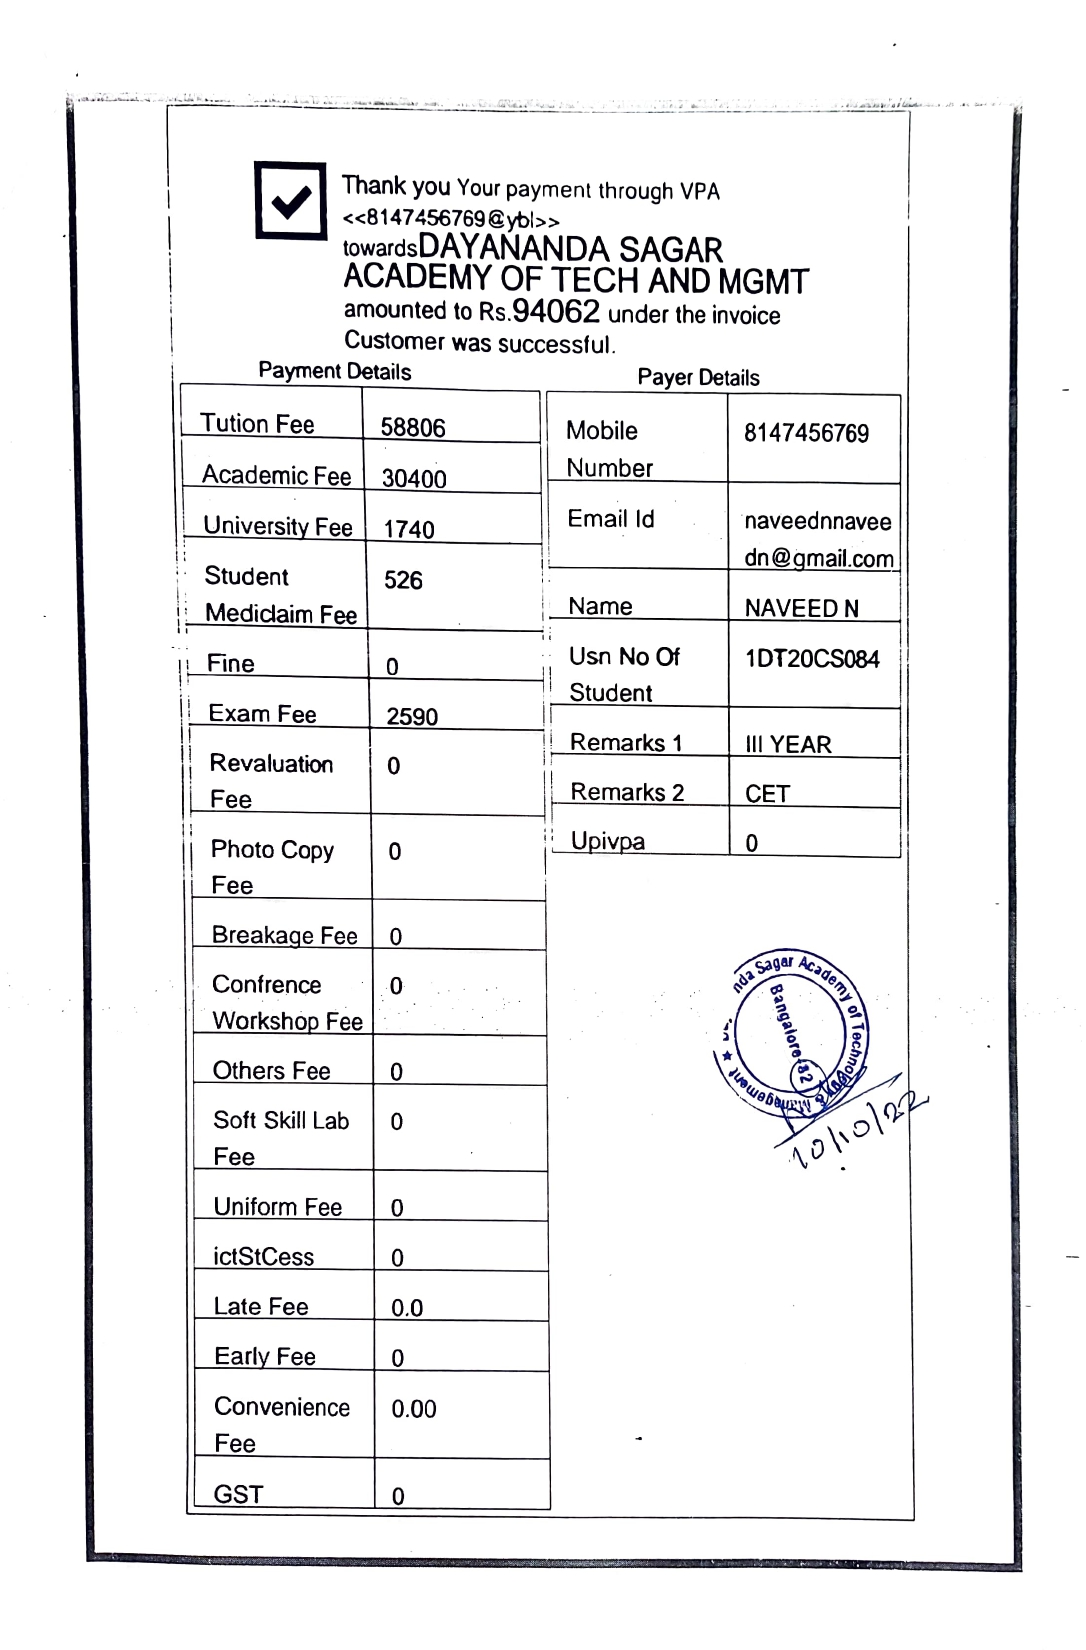 Thank you Your payment through VPA
<<8147456769@ybl>>
towardsDAYANANDA SAGAR
ACADEMY OF TECH AND MGMT
amounted to Rs.94062 under the invoice
Customer was successful.
Payment Details
Tution Fee 58806
Academic Fee 30400
University Fee 1740
Student 526
Mediclaim Fee
Fine 0
Exam Fee 2590
Revaluation 0
Fee
Photo Copy 0
Fee
Breakage Fee 0
Confrence 0
Workshop Fee
Others Fee 0
Soft Skill Lab 0
Fee
Uniform Fee 0
ictStCess 0
Late Fee 0.0
Early Fee 0
Convenience 0.00
Fee
GST 0
Payer Details
Mobile 8147456769
Number
Email Id naveednnavee
dn@gmail.com
Name NAVEED N
Usn No Of 1DT20CS084
Student
Remarks 1 III YEAR
Remarks 2 CET
Upivpa 0
nda Sagar Academy of Technology & Management ★
Bangalore-82
10/10/22